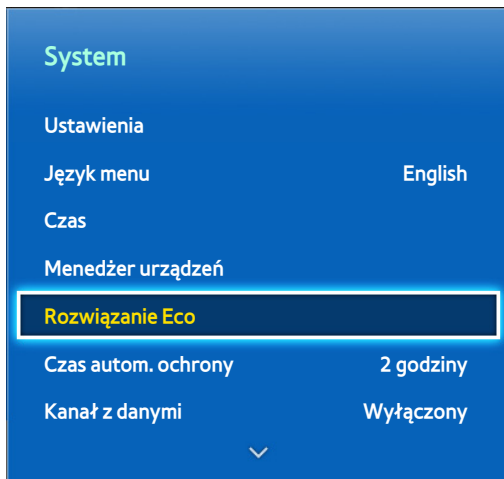 System
Ustawienia
Język menu English
Czas
Menedżer urządzeń
Rozwiązanie Eco
Czas autom. ochrony 2 godziny
Kanał z danymi Wyłączony